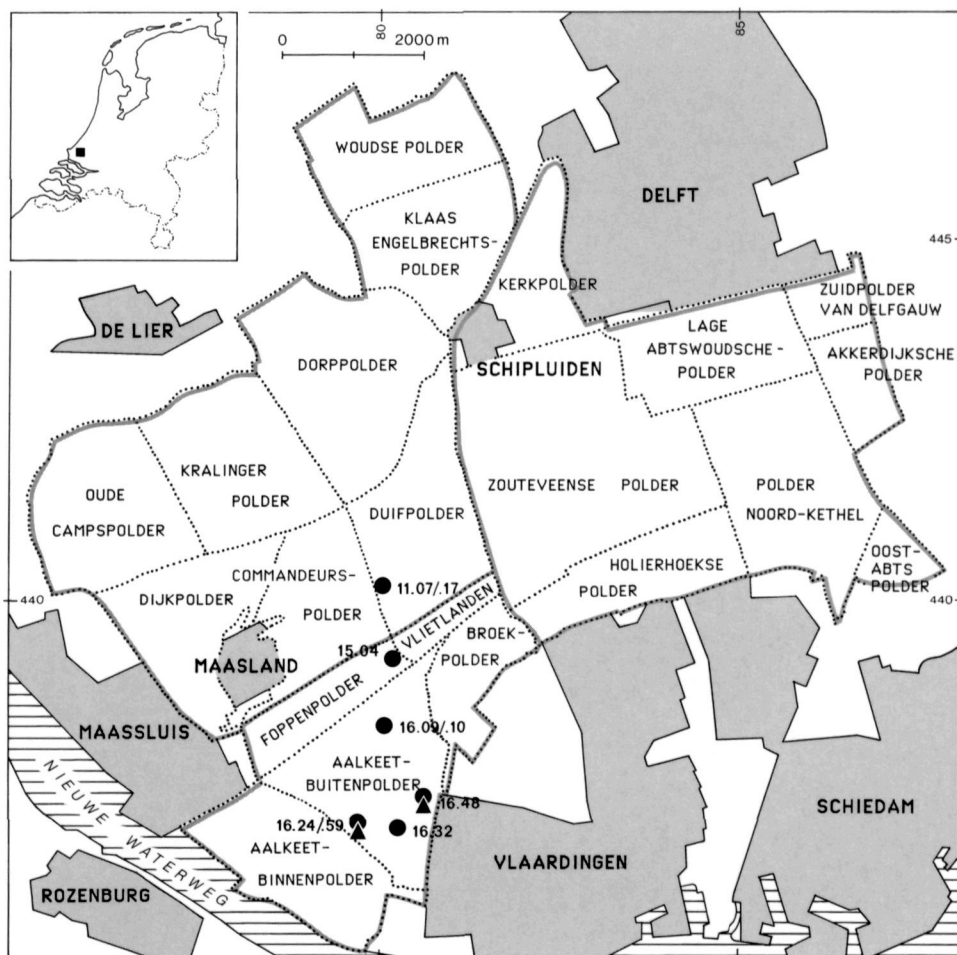 80
85
0 2000 m
WOUDSE POLDER
DELFT
KLAAS
ENGELBRECHTS-
POLDER
445
KERKPOLDER
ZUIDPOLDER
VAN DELFGAUW
DE LIER
LAGE
ABTSWOUDSCHE-
POLDER
DORPPOLDER
SCHIPLUIDEN
AKKERDIJKSCHE
POLDER
KRALINGER
POLDER
OUDE
CAMPSPOLDER
ZOUTEVEENSE POLDER
POLDER
NOORD-KETHEL
DUIFPOLDER
OOST-
ABTS
POLDER
HOLIERHOEKSE
POLDER
COMMANDEURS-
POLDER
DIJKPOLDER
11.07/.17
440
440
VLIETLANDEN
BROEK-
POLDER
15.04
MAASLAND
FOPPENPOLDER
MAASSLUIS
16.09/.10
AALKEET-
BUITENPOLDER
NIEUWE WATERWEG
16.48
SCHIEDAM
16.24/.59
16.32
AALKEET-
BINNENPOLDER
VLAARDINGEN
ROZENBURG